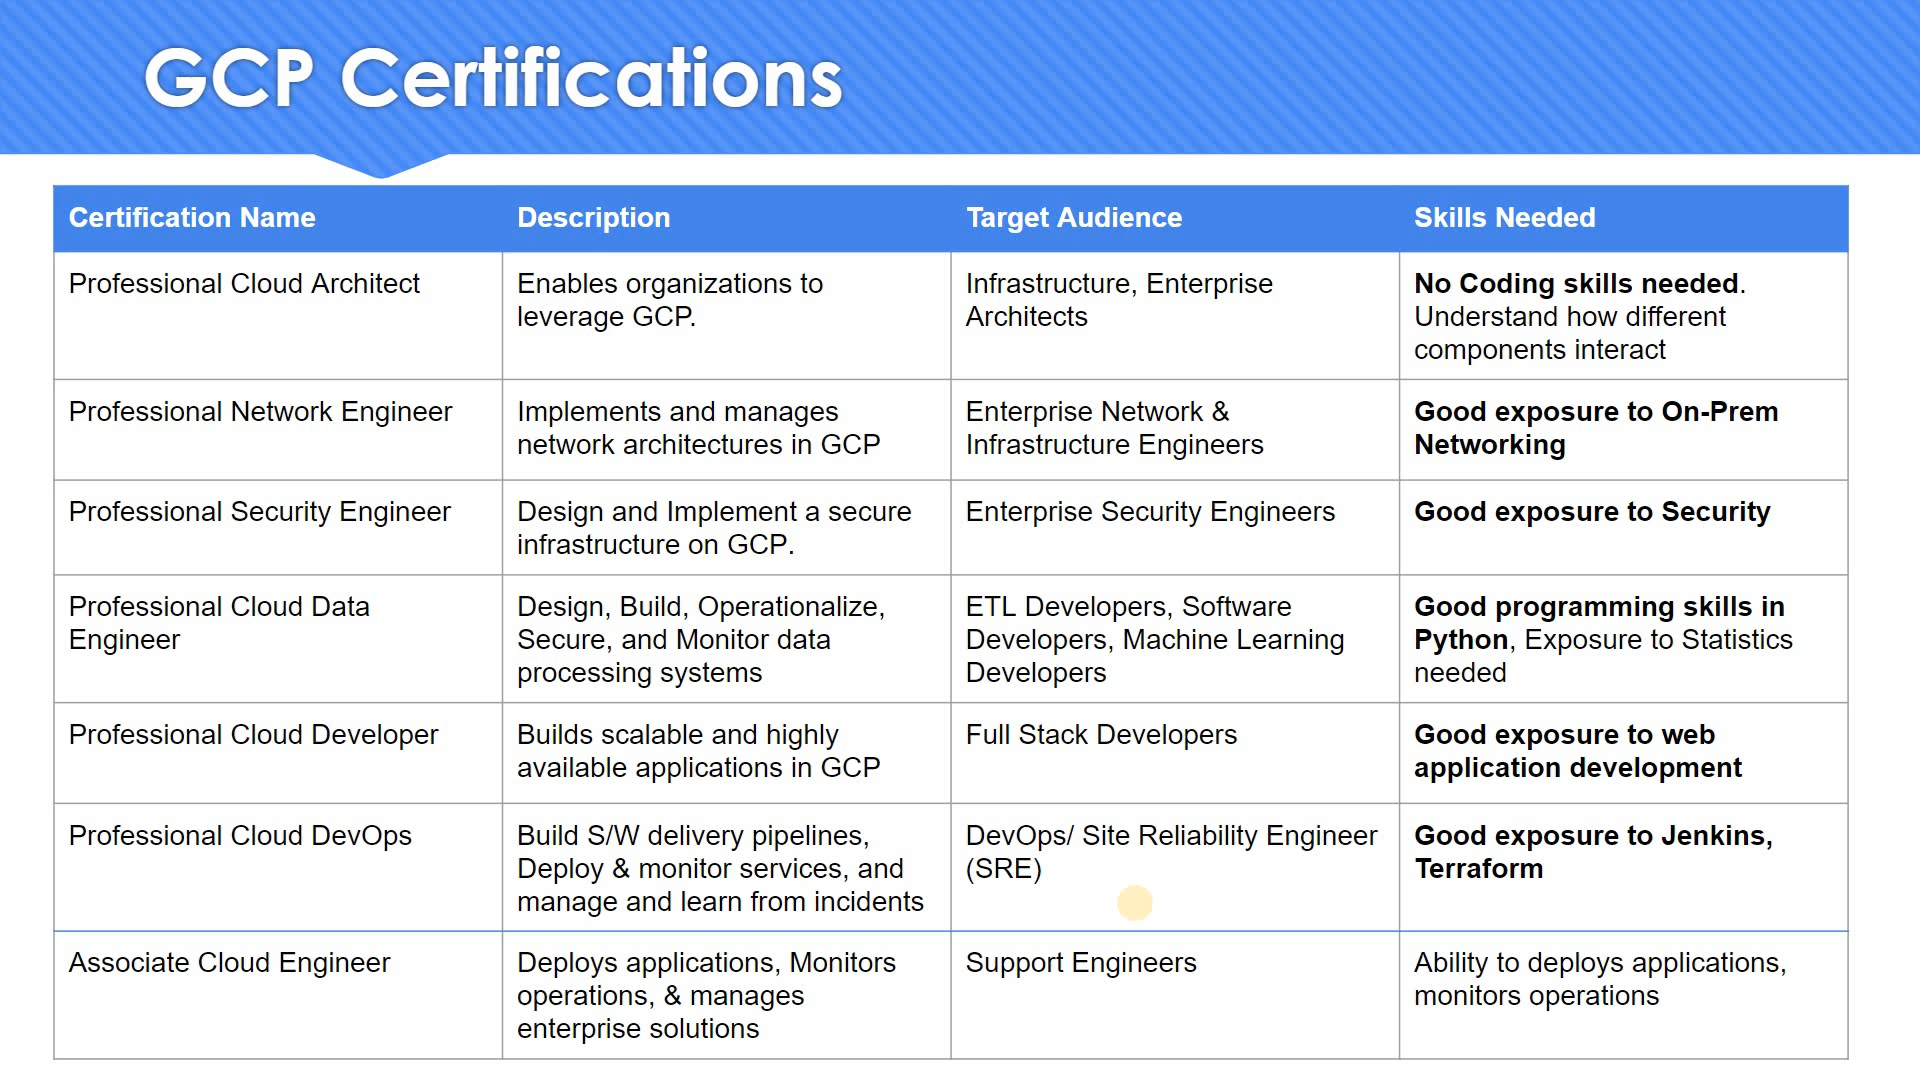 GCP Certifications
Certification Name
Description
Target Audience
Skills Needed
Professional Cloud Architect
Enables organizations to
leverage GCP.
Infrastructure, Enterprise
Architects
No Coding skills needed.
Understand how different
components interact
Professional Network Engineer
Implements and manages
network architectures in GCP
Enterprise Network &
Infrastructure Engineers
Good exposure to On-Prem
Networking
Professional Security Engineer
Design and Implement a secure
infrastructure on GCP.
Enterprise Security Engineers
Good exposure to Security
Professional Cloud Data
Engineer
Design, Build, Operationalize,
Secure, and Monitor data
processing systems
ETL Developers, Software
Developers, Machine Learning
Developers
Good programming skills in
Python, Exposure to Statistics
needed
Professional Cloud Developer
Builds scalable and highly
available applications in GCP
Full Stack Developers
Good exposure to web
application development
Professional Cloud DevOps
Build S/W delivery pipelines,
Deploy & monitor services, and
manage and learn from incidents
DevOps/ Site Reliability Engineer
(SRE)
Good exposure to Jenkins,
Terraform
Associate Cloud Engineer
Deploys applications, Monitors
operations, & manages
enterprise solutions
Support Engineers
Ability to deploys applications,
monitors operations